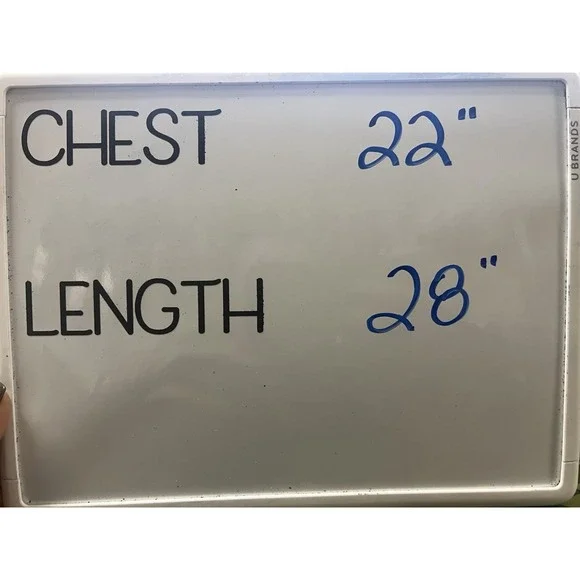 CHEST 22"
LENGTH 28"
U BRANDS